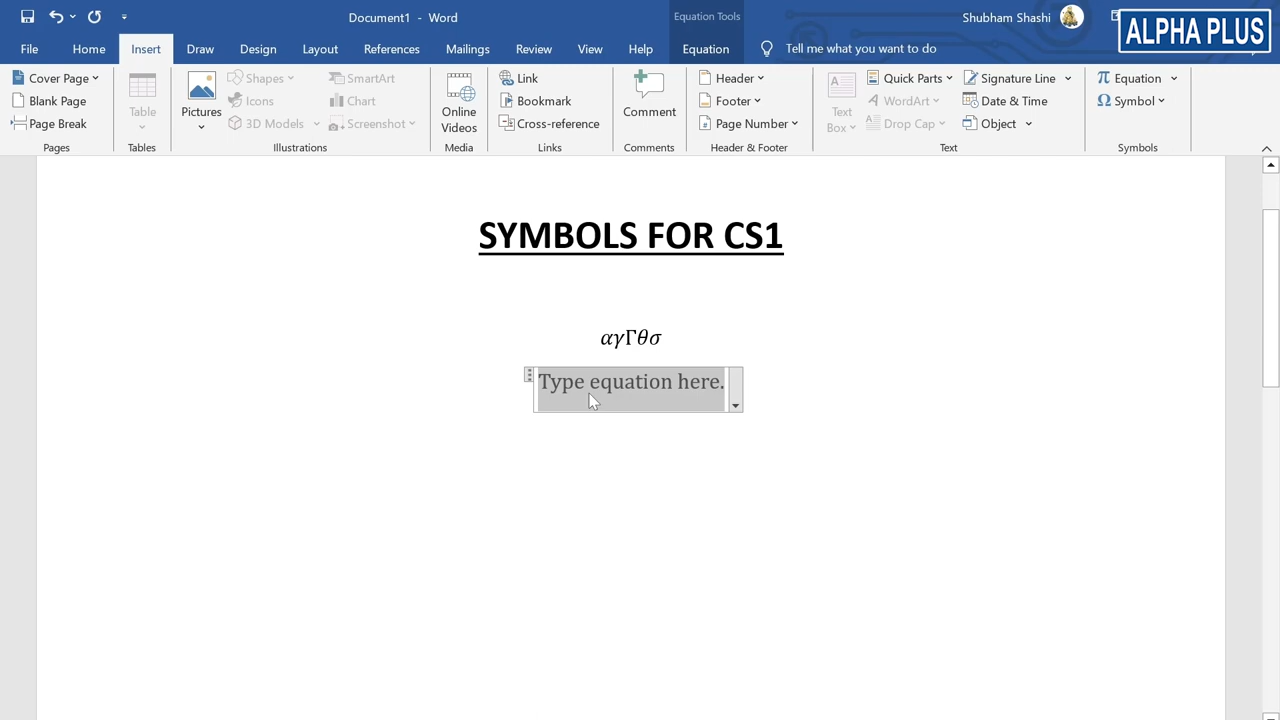 Document1 - Word
Equation Tools
Shubham Shashi
ALPHA PLUS
File Home Insert Draw Design Layout References Mailings Review View Help Equation Tell me what you want to do
Cover Page
Blank Page
Page Break
Pages
Table
Tables
Pictures
Shapes
Icons
3D Models
SmartArt
Chart
Screenshot
Illustrations
Online
Videos
Media
Link
Bookmark
Cross-reference
Links
Comment
Comments
Header
Footer
Page Number
Header & Footer
Text
Box
Quick Parts
WordArt
Drop Cap
Signature Line
Date & Time
Object
Text
π Equation
Ω Symbol
Symbols
SYMBOLS FOR CS1
αγΓθσ
Type equation here.